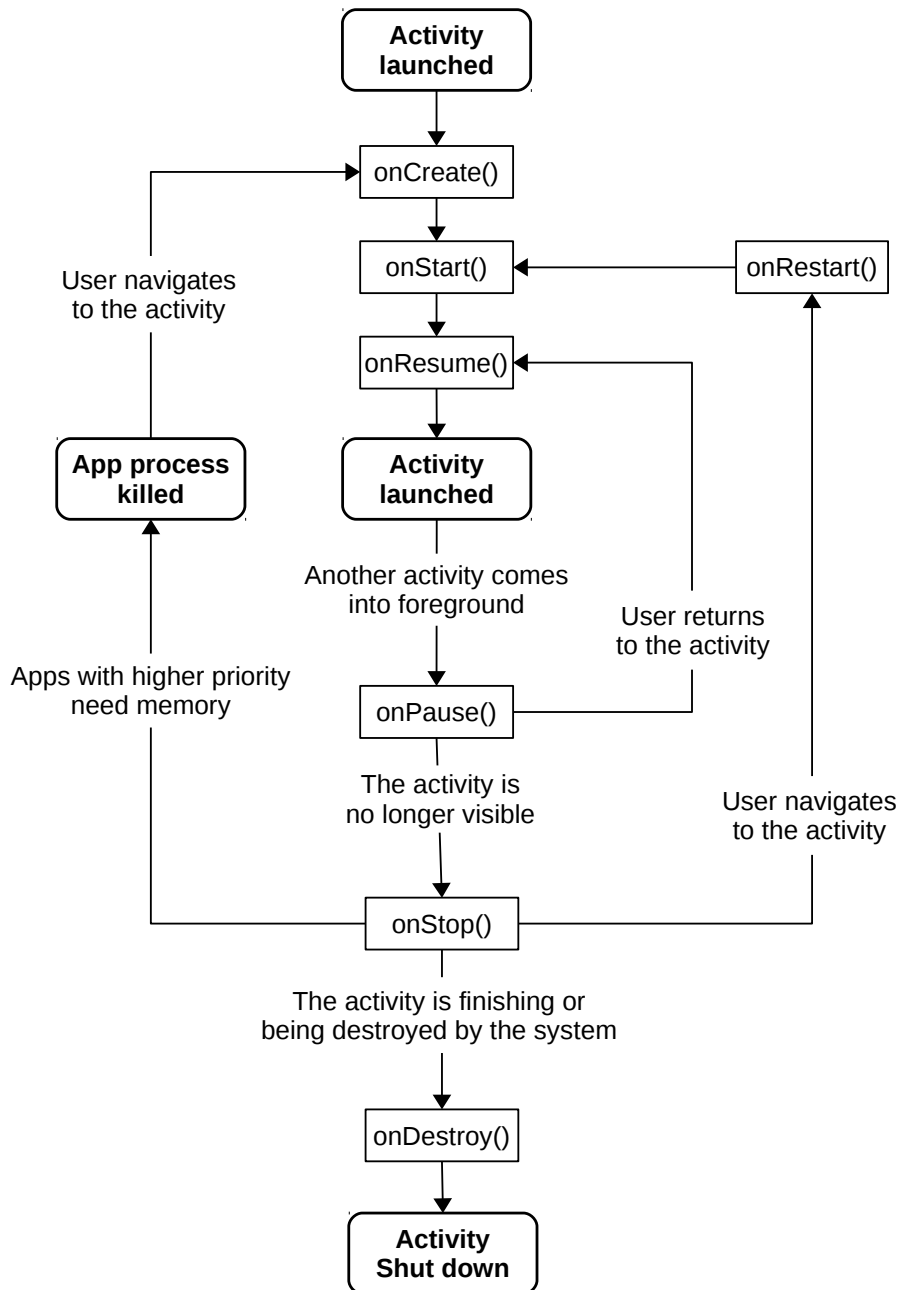 Activity
launched
onCreate()
User navigates
to the activity
onStart()
onRestart()
onResume()
App process
killed
Activity
launched
Another activity comes
into foreground
User returns
to the activity
Apps with higher priority
need memory
onPause()
The activity is
no longer visible
User navigates
to the activity
onStop()
The activity is finishing or
being destroyed by the system
onDestroy()
Activity
Shut down